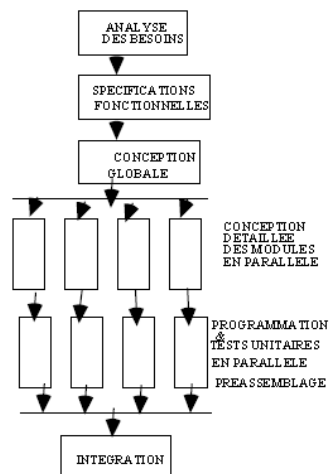 ANALYSE
DES BESOINS
SPECIFICATIONS
FONCTIONNELLES
CONCEPTION
GLOBALE
CONCEPTION
DETAILLEE
DES MODULES
EN PARALLELE
PROGRAMMATION
&
TESTS UNITAIRES
EN PARALLELE
PREASSEMBLAGE
INTEGRATION